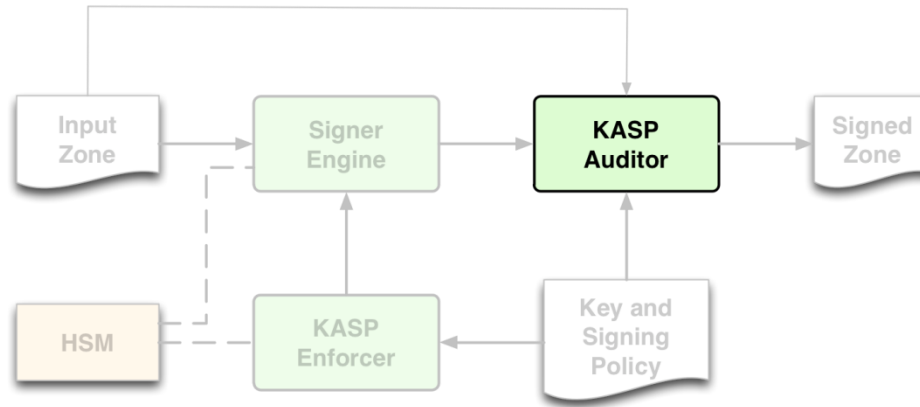 Input
Zone
Signer
Engine
KASP
Auditor
Signed
Zone
HSM
KASP
Enforcer
Key and
Signing
Policy